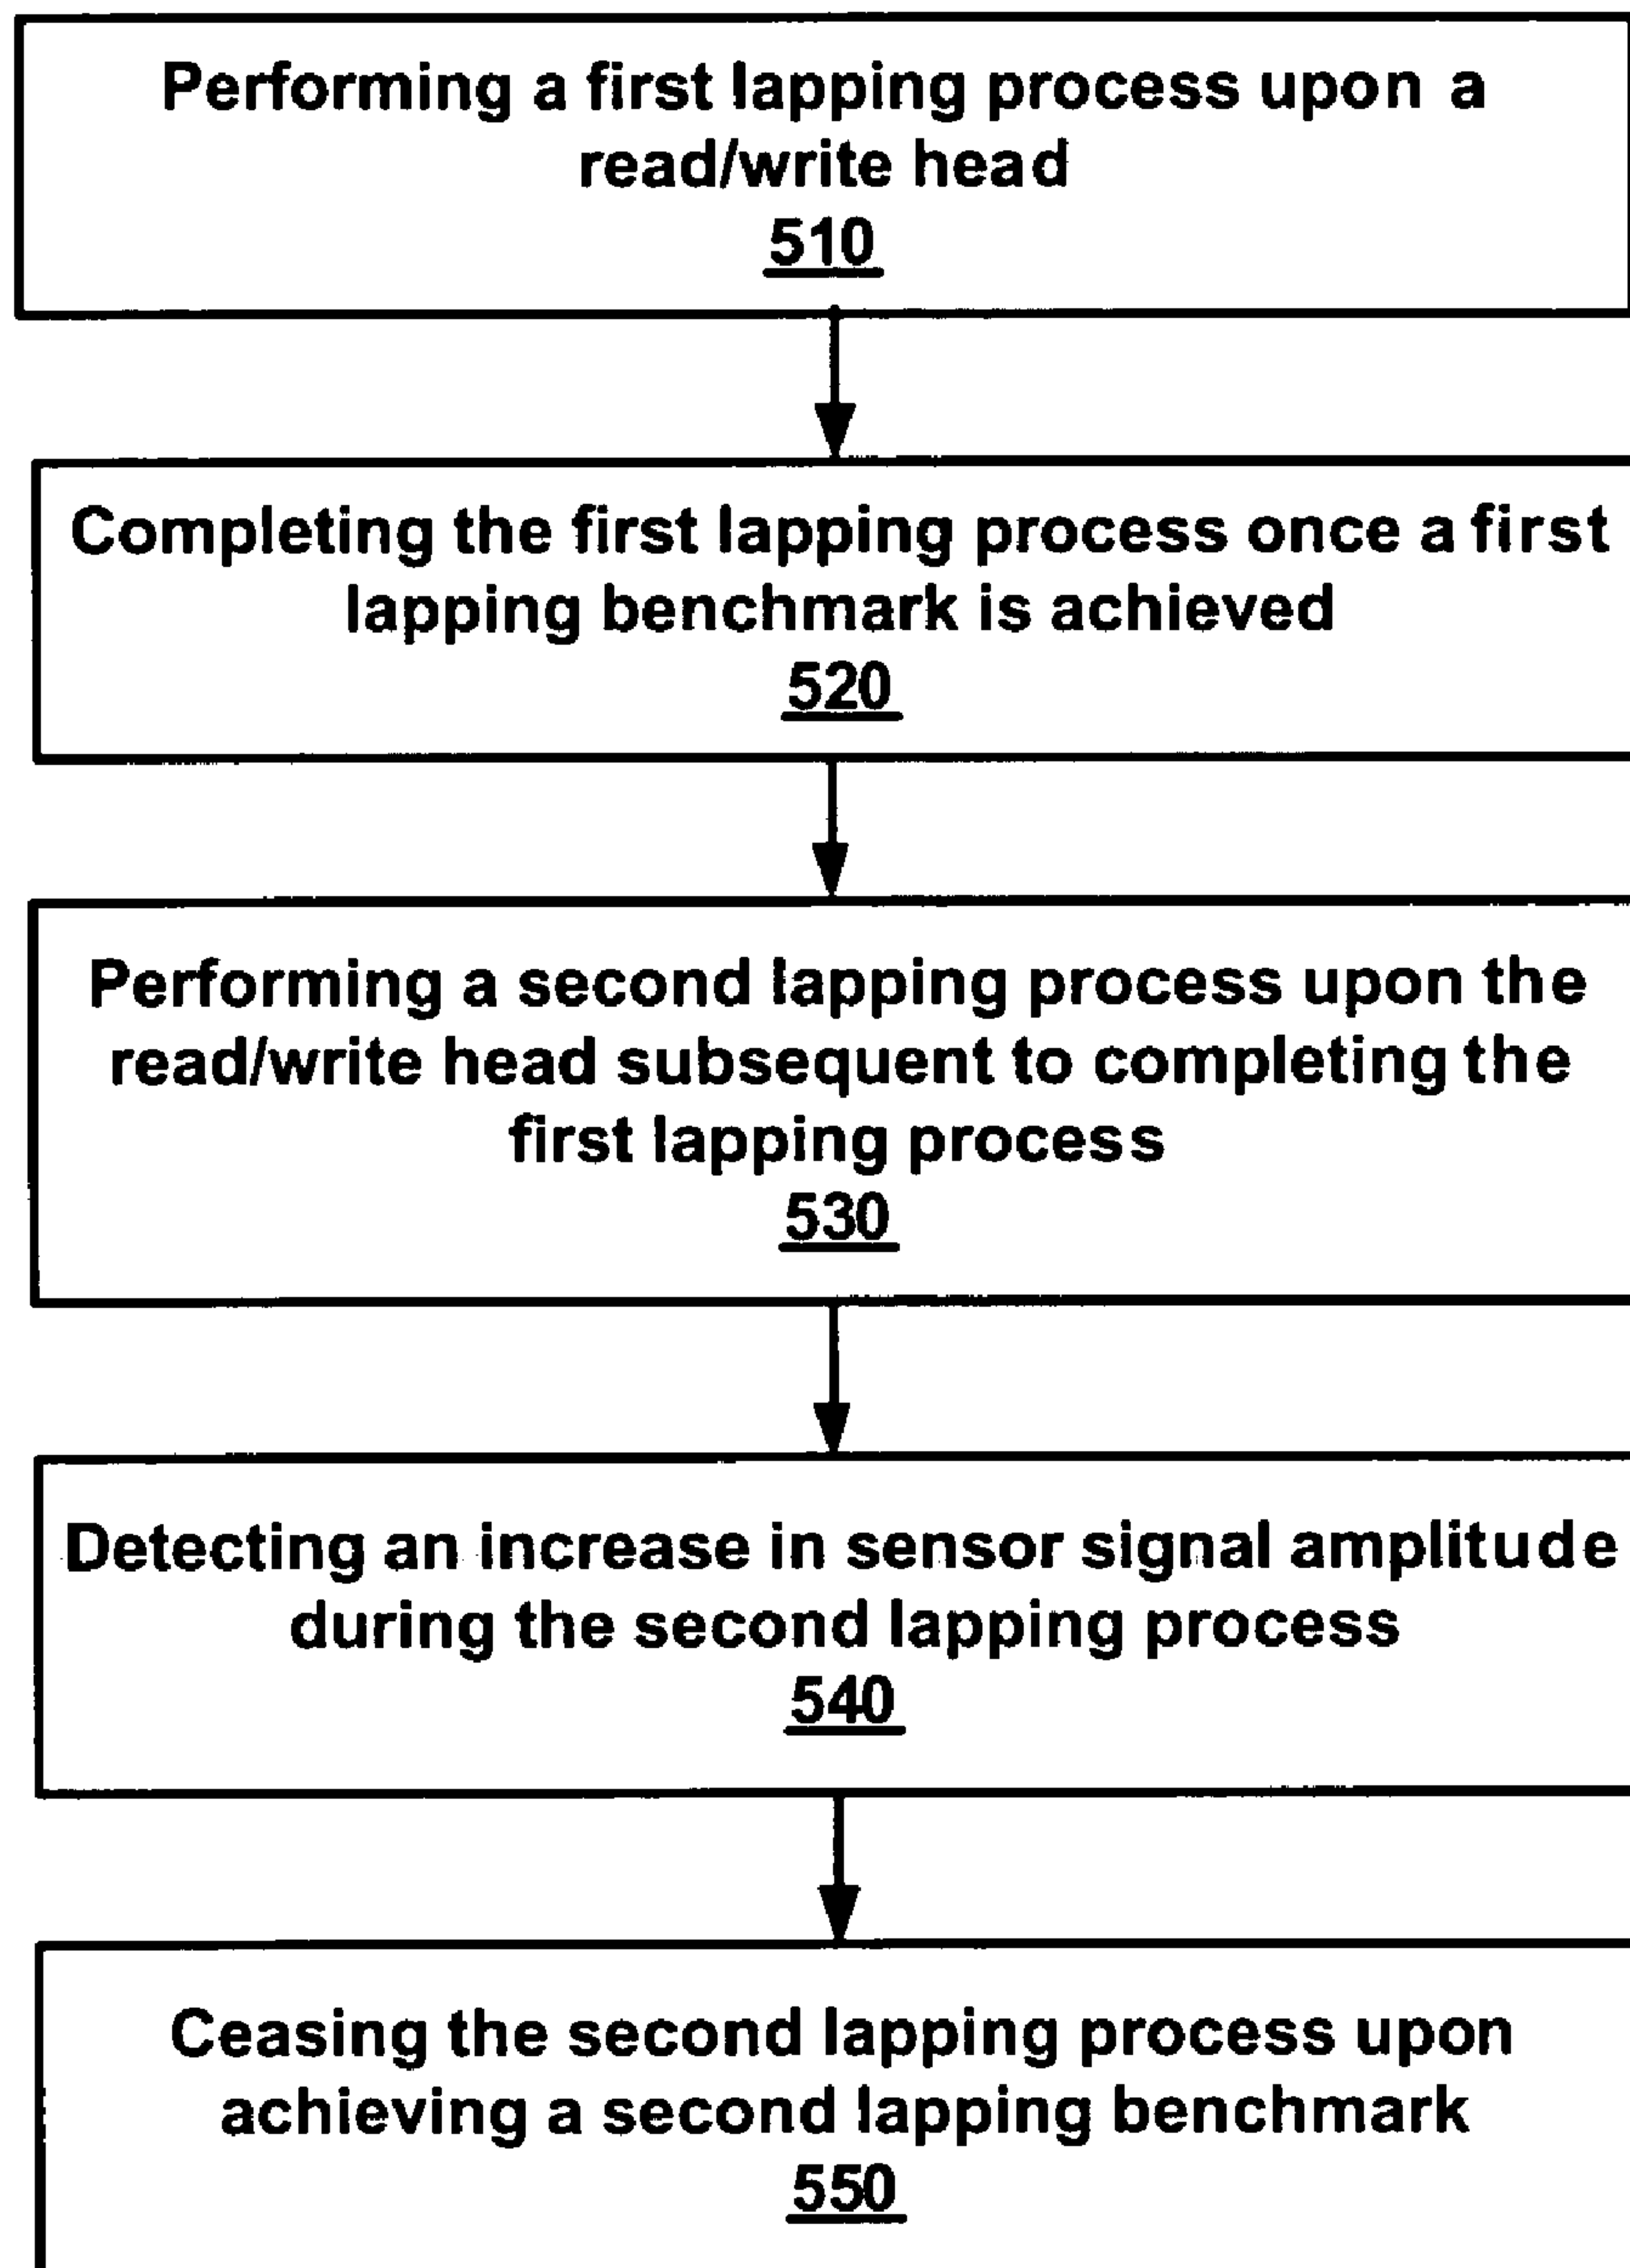 Performing a first lapping process upon a
read/write head
510
Completing the first lapping process once a first
lapping benchmark is achieved
520
Performing a second lapping process upon the
read/write head subsequent to completing the
first lapping process
530
Detecting an increase in sensor signal amplitude
during the second lapping process
540
Ceasing the second lapping process upon
achieving a second lapping benchmark
550